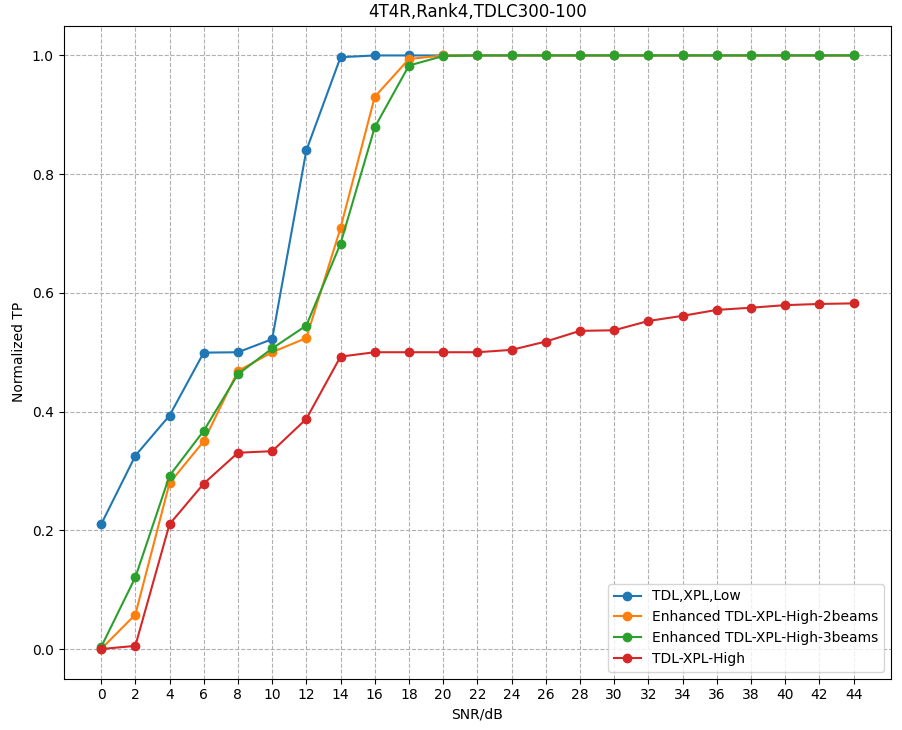 4T4R,Rank4,TDLC300-100
1.0
0.8
0.6
0.4
0.2
0.0
Normalized TP
0 2 4 6 8 10 12 14 16 18 20 22 24 26 28 30 32 34 36 38 40 42 44
SNR/dB
TDL,XPL,Low
Enhanced TDL-XPL-High-2beams
Enhanced TDL-XPL-High-3beams
TDL-XPL-High